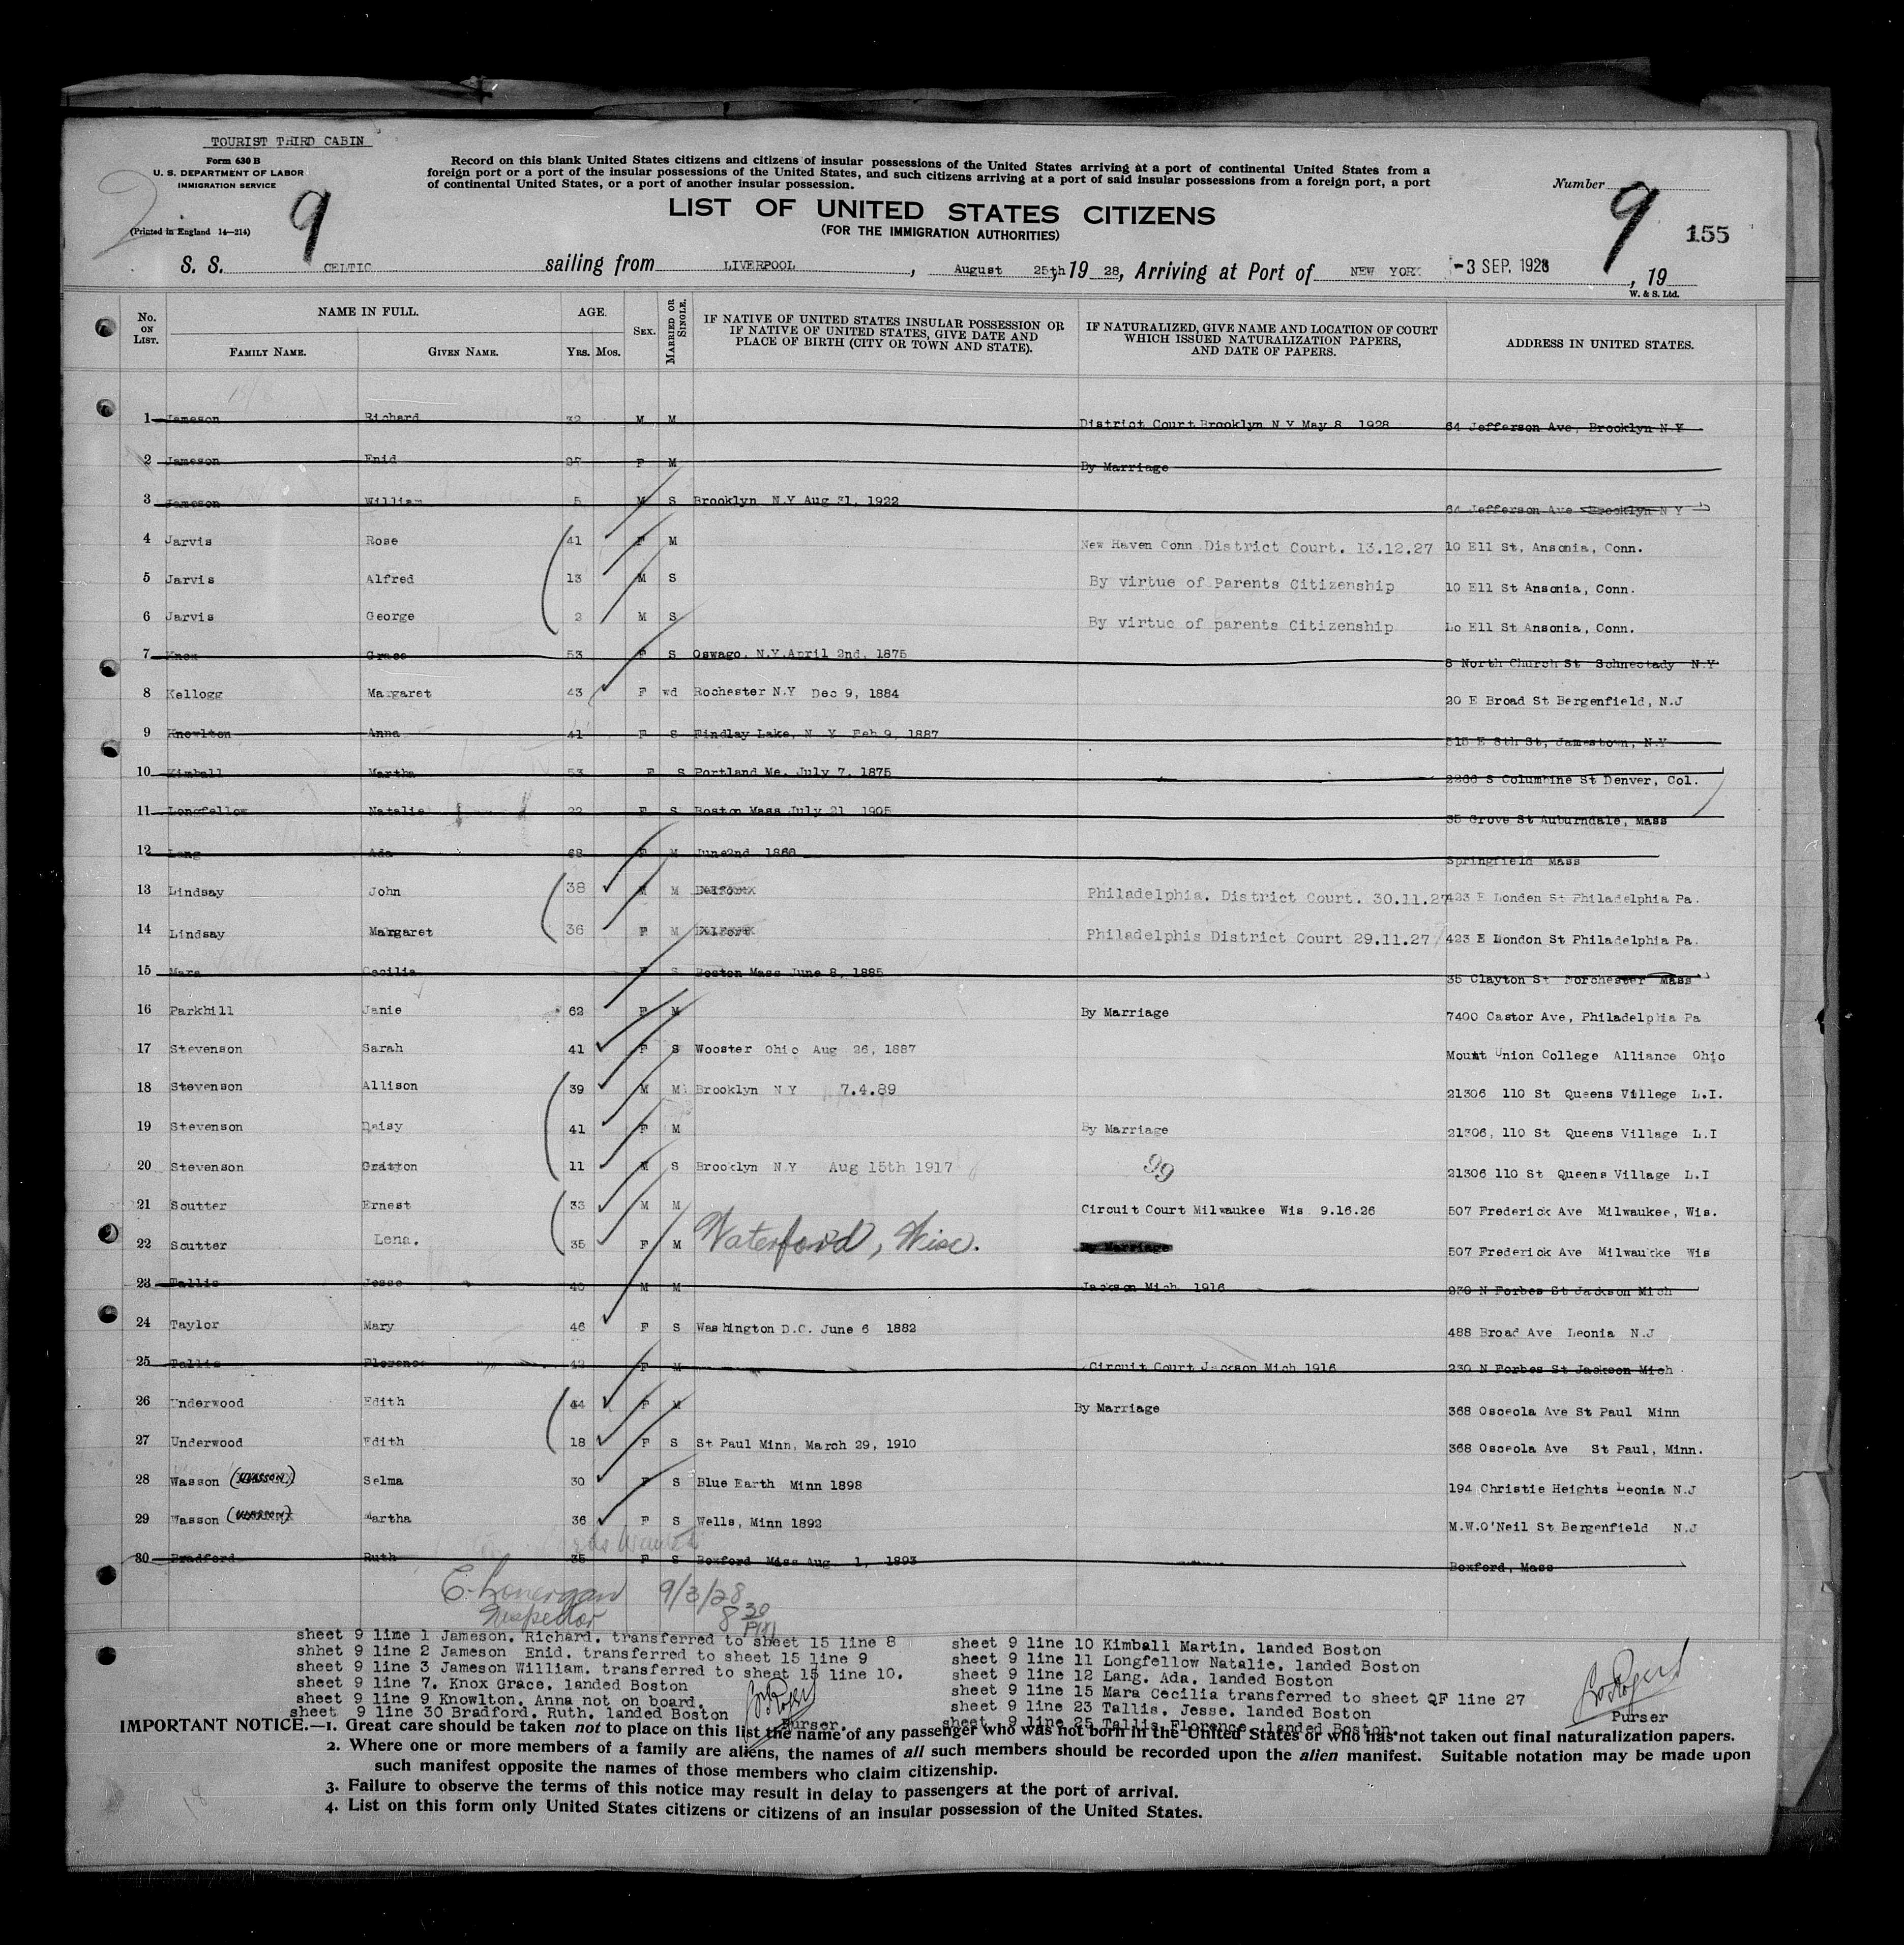 TOURIST THIRD CABIN
Form 630 B
U. S. DEPARTMENT OF LABOR
IMMIGRATION SERVICE
(Printed in England 14—214)
9
Record on this blank United States citizens and citizens of insular possessions of the United States arriving at a port of continental United States from a
foreign port or a port of the insular possessions of the United States, and such citizens arriving at a port of said insular possessions from a foreign port, a port
of continental United States, or a port of another insular possession.
Number 9
155
LIST OF UNITED STATES CITIZENS
(FOR THE IMMIGRATION AUTHORITIES)
S. S. CELTIC sailing from LIVERPOOL, August 25th, 19 28, Arriving at Port of NEW YORK -3 SEP. 1928, 19
W. & S. Ltd.
No. ON LIST. NAME IN FULL. FAMILY NAME. GIVEN NAME. AGE. YRS. MOS. SEX. MARRIED OR SINGLE. IF NATIVE OF UNITED STATES INSULAR POSSESSION OR IF NATIVE OF UNITED STATES, GIVE DATE AND PLACE OF BIRTH (CITY OR TOWN AND STATE). IF NATURALIZED, GIVE NAME AND LOCATION OF COURT WHICH ISSUED NATURALIZATION PAPERS, AND DATE OF PAPERS. ADDRESS IN UNITED STATES.
1 Jameson Richard 32 M M District Court Brooklyn N Y May 8 1928 64 Jefferson Ave, Brooklyn N.Y
2 Jameson Enid 27 F M By Marriage
3 Jameson William 5 M S Brooklyn N.Y Aug 31, 1922 64 Jefferson Ave Brooklyn N Y
4 Jarvis Rose 41 F M New Haven Conn District Court. 13.12.27 10 Ell St, Ansonia, Conn.
5 Jarvis Alfred 13 M S By virtue of Parents Citizenship 10 Ell St Ansonia, Conn.
6 Jarvis George 2 M S By virtue of parents Citizenship Lo Ell St Ansonia, Conn.
7 Knox Grace 53 F S Oswago, N.Y.April 2nd, 1875 8 North Church St Schnectady N.Y
8 Kellogg Margaret 43 F wd Rochester N.Y Dec 9, 1884 20 E Broad St Bergenfield, N.J
9 Knowlton Anna 41 F S Findlay Lake, N Y Feb 9, 1887 515 E 8th St, Jamestown, N.Y
10 Kimball Martha 53 F S Portland Me. July 7, 1875 2266 S Columbine St Denver, Col.
11 Longfellow Natalie 22 F S Boston Mass July 21 1905 35 Grove St Auburndale, Mass
12 Lang Ada 68 F M June2nd 1860 Springfield Mass
13 Lindsay John 38 M M Philadelphia. District Court. 30.11.27 423 E Londen St Philadelphia Pa.
14 Lindsay Margaret 36 F M Philadelphis District Court 29.11.27 423 E London St Philadelphia Pa.
15 Mara Cecilia F S Boston Mass June 8, 1885 35 Clayton St Dorchester Mass
16 Parkhill Janie 62 F M By Marriage 7400 Castor Ave, Philadelphia Pa
17 Stevenson Sarah 41 F S Wooster Ohio Aug 26, 1887 Mount Union College Alliance Ohio
18 Stevenson Allison 39 M M Brooklyn N Y 7.4.89 21306 110 St Queens Villege L.I.
19 Stevenson Daisy 41 F M By Marriage 21306, 110 St Queens Village L.I
20 Stevenson Gratton 11 M S Brooklyn N.Y Aug 15th 1917 99 21306 110 St Queens Village L.I
21 Scutter Ernest 33 M M Circuit Court Milwaukee Wis 9.16.26 507 Frederick Ave Milwaukee, Wis.
22 Scutter Lena. 35 F M Waterford, Wisc. By Marriage 507 Frederick Ave Milwaukke Wis
23 Tallis Jesse 40 M M Jackson Mich 1916 230 N Forbes St Jackson Mich
24 Taylor Mary 46 F S Washington D.C. June 6 1882 488 Broad Ave Leonia N.J
25 Tallis Florence 42 F M Circuit Court Jackson Mich 1916 230 N Forbes St Jackson Mich
26 Underwood Edith 44 F M By Marriage 368 Osceola Ave St Paul Minn
27 Underwood Edith 18 F S St Paul Minn, March 29, 1910 368 Osceola Ave St Paul, Minn.
28 Wasson Selma 30 F S Blue Earth Minn 1898 194 Christie Heights Leonia N.J
29 Wasson Martha 36 F S Wells, Minn 1892 M.W.O'Neil St Bergenfield N.J
30 Bradford Ruth 35 F S Boxford Miss Aug 1, 1893 Boxford, Mass
E. Lonergan 9/3/28
Inspector 8 30 PM
sheet 9 line 1 Jameson. Richard. transferred to sheet 15 line 8
shhet 9 line 2 Jameson Enid. transferred to sheet 15 line 9
sheet 9 line 3 Jameson William. transferred to sheet 15 line 10.
sheet 9 line 7. Knox Grace. landed Boston
sheet 9 line 9 Knowlton. Anna not on board.
sheet 9 line 30 Bradford. Ruth. landed Boston
Purser.
sheet 9 line 10 Kimball Martin. landed Boston
sheet 9 line 11 Longfellow Natalie. landed Boston
sheet 9 line 12 Lang. Ada. landed Boston
sheet 9 line 15 Mara Cecilia transferred to sheet QF line 27
sheet 9 line 23 Tallis. Jesse. landed Boston
sheet 9 line 25 Tallis Florence. landed Boston.
Purser
IMPORTANT NOTICE.—1. Great care should be taken not to place on this list the name of any passenger who was not born in the United States or who has not taken out final naturalization papers.
2. Where one or more members of a family are aliens, the names of all such members should be recorded upon the alien manifest. Suitable notation may be made upon
such manifest opposite the names of those members who claim citizenship.
3. Failure to observe the terms of this notice may result in delay to passengers at the port of arrival.
4. List on this form only United States citizens or citizens of an insular possession of the United States.